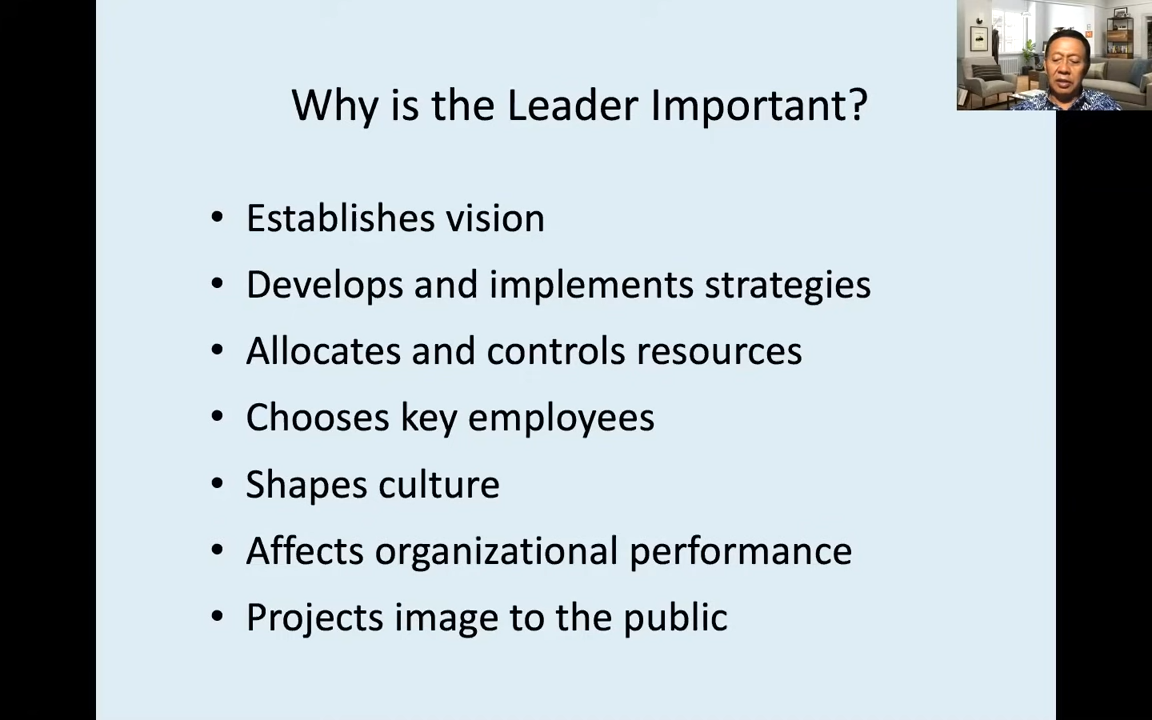 Why is the Leader Important?
• Establishes vision
• Develops and implements strategies
• Allocates and controls resources
• Chooses key employees
• Shapes culture
• Affects organizational performance
• Projects image to the public